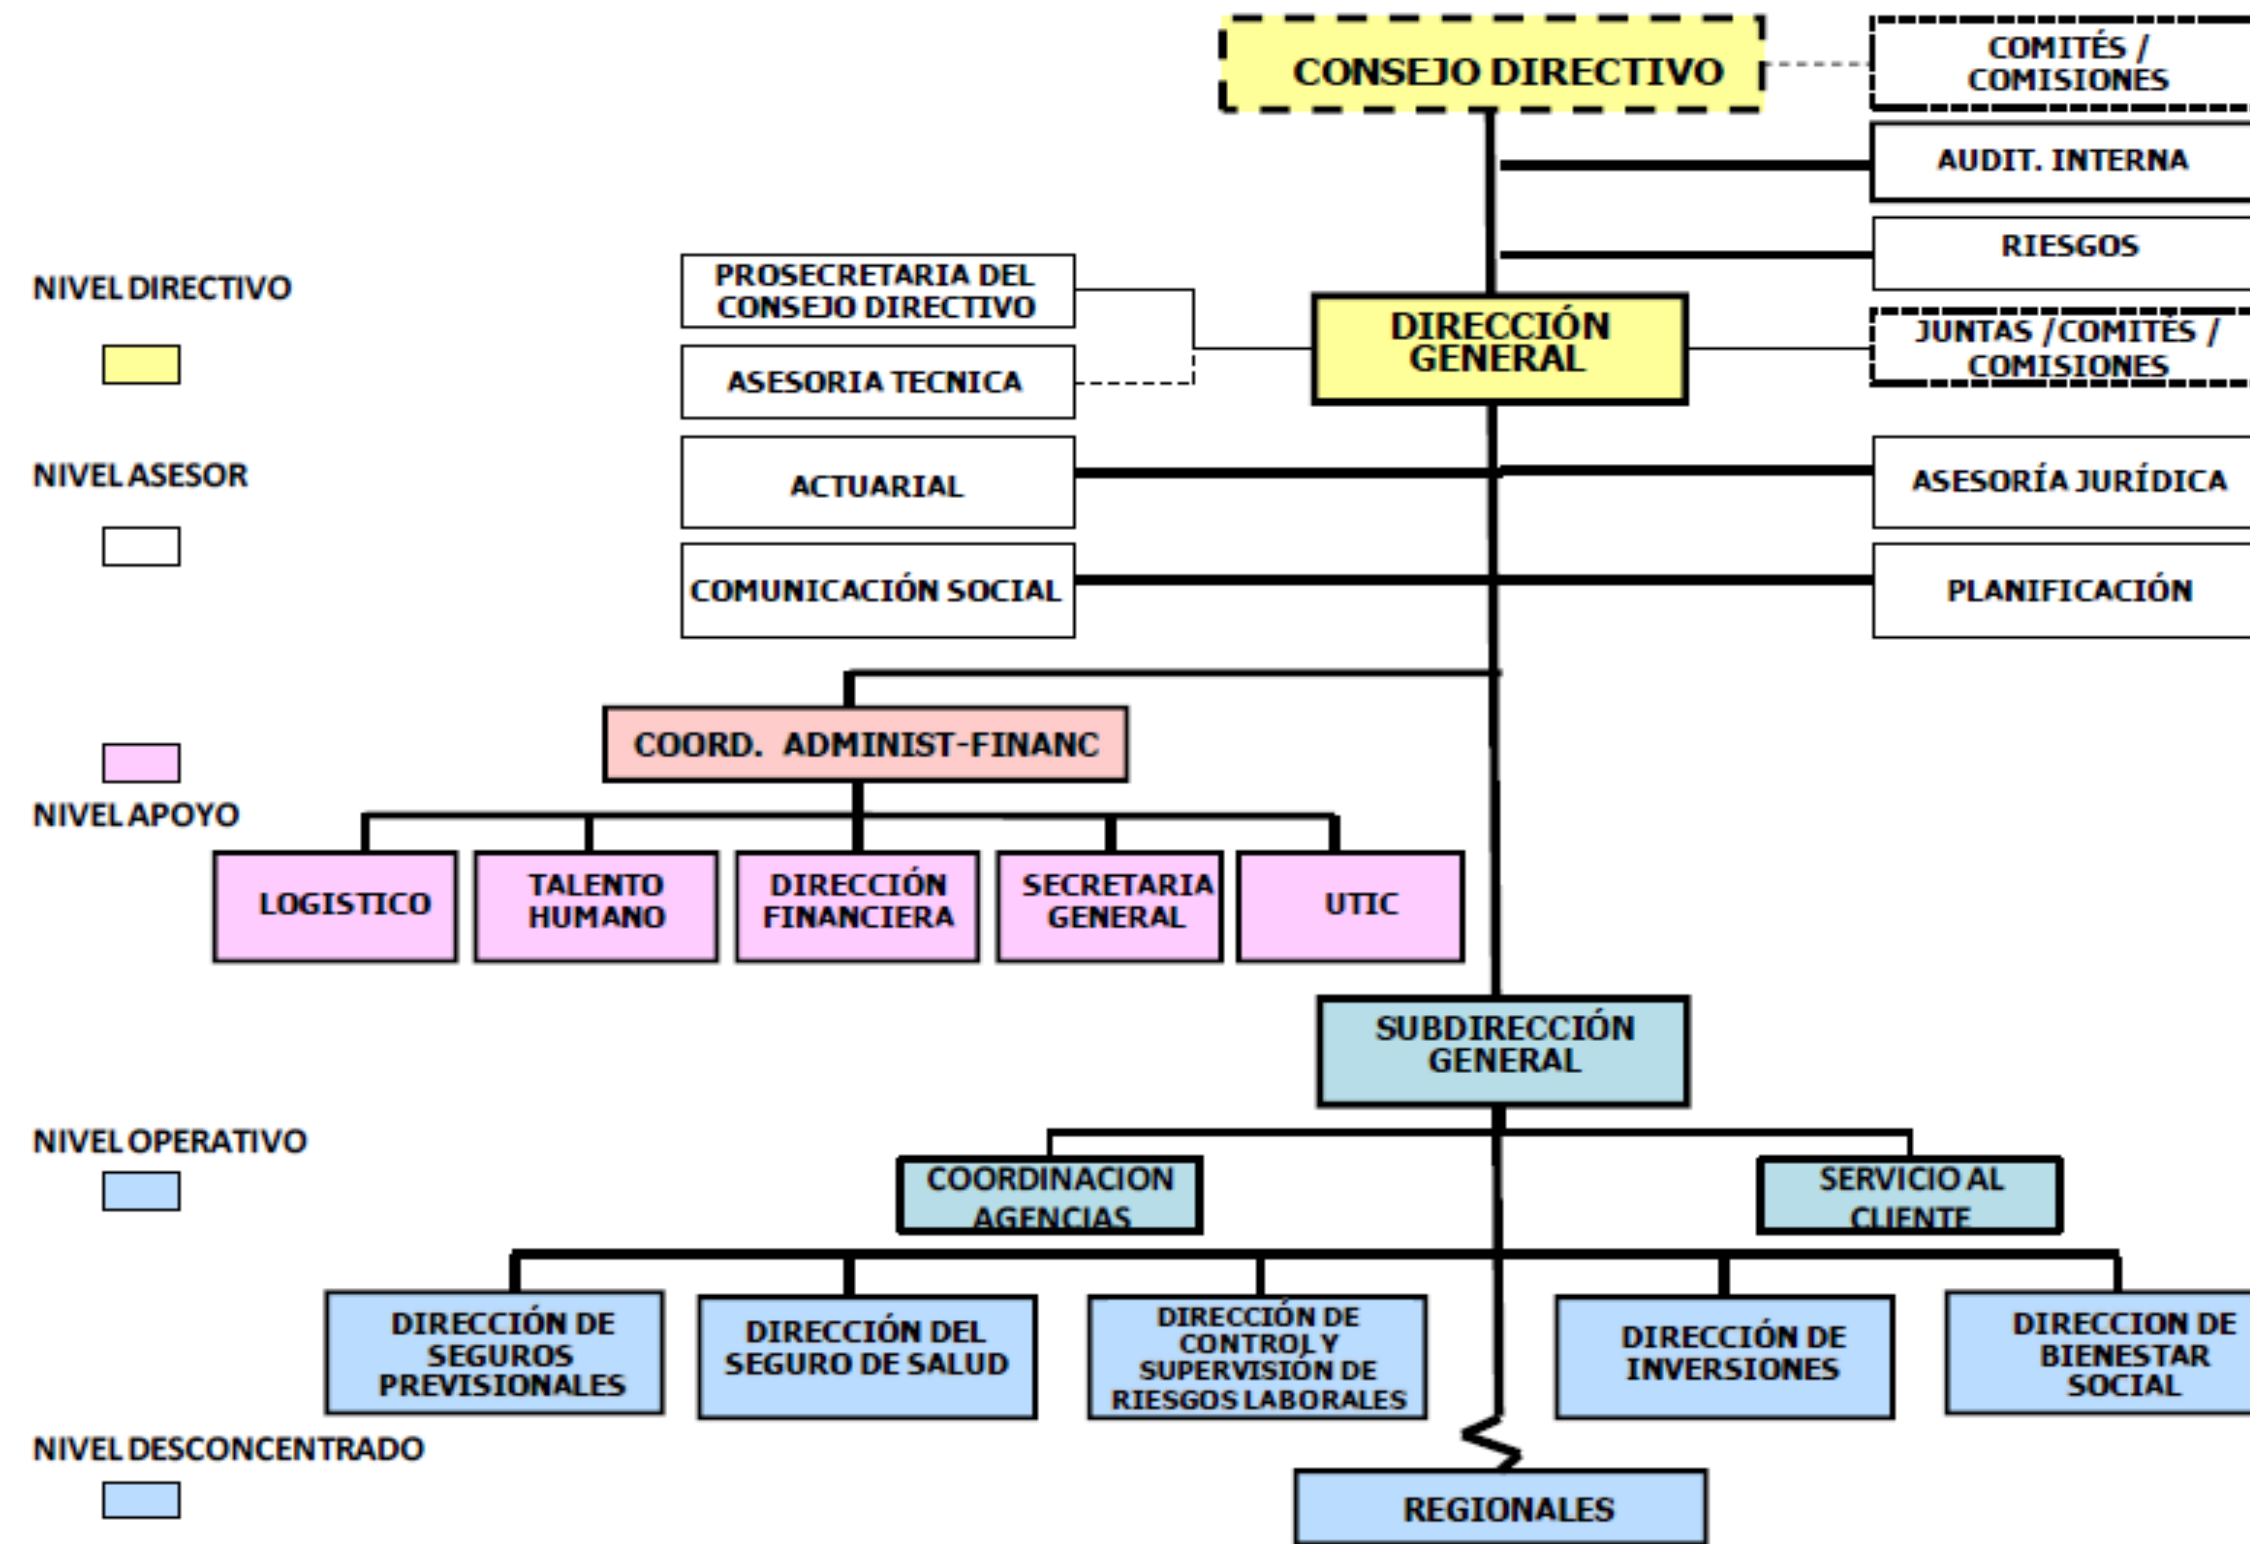 CONSEJO DIRECTIVO
COMITÉS /
COMISIONES
AUDIT. INTERNA
RIESGOS
NIVEL DIRECTIVO
PROSECRETARIA DEL
CONSEJO DIRECTIVO
DIRECCIÓN
GENERAL
JUNTAS /COMITÉS /
COMISIONES
ASESORIA TECNICA
NIVEL ASESOR
ACTUARIAL
ASESORÍA JURÍDICA
COMUNICACIÓN SOCIAL
PLANIFICACIÓN
COORD. ADMINIST-FINANC
NIVEL APOYO
LOGISTICO
TALENTO
HUMANO
DIRECCIÓN
FINANCIERA
SECRETARIA
GENERAL
UTIC
SUBDIRECCIÓN
GENERAL
NIVEL OPERATIVO
COORDINACION
AGENCIAS
SERVICIO AL
CLIENTE
DIRECCIÓN DE
SEGUROS
PREVISIONALES
DIRECCIÓN DEL
SEGURO DE SALUD
DIRECCIÓN DE
CONTROL Y
SUPERVISIÓN DE
RIESGOS LABORALES
DIRECCIÓN DE
INVERSIONES
DIRECCION DE
BIENESTAR
SOCIAL
NIVEL DESCONCENTRADO
REGIONALES